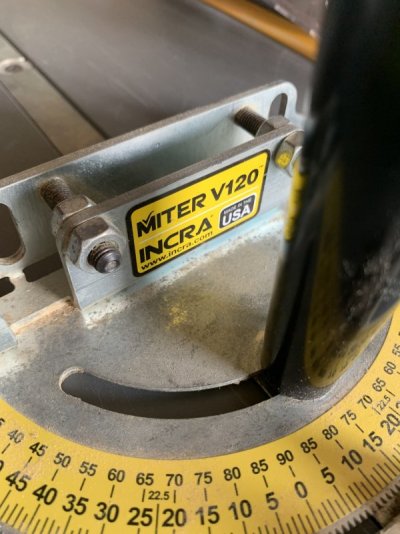 MITER V120
INCRA®
MADE IN THE
USA
www.incra.com
40 45 50 55 60 65 70 75 80 85 90 85 80 75 70 65 60
22.5 22.5
45 40 35 30 25 20 15 10 5 0 5 10 15 20